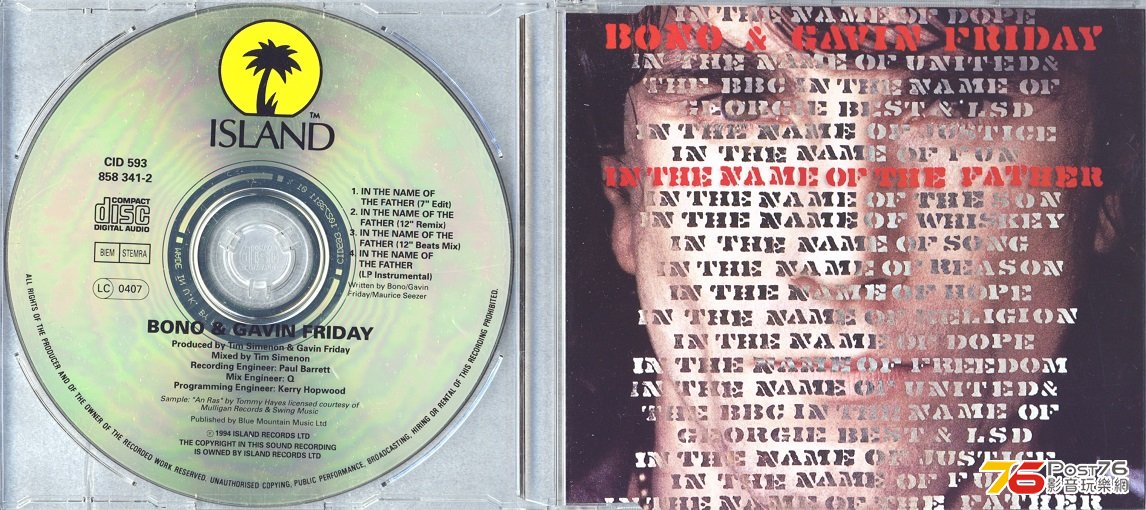 ISLAND
TM
CID 593
858 341-2
COMPACT
disc
DIGITAL AUDIO
BIEM STEMRA
LC 0407
1. IN THE NAME OF
THE FATHER (7" Edit)
2. IN THE NAME OF THE
FATHER (12" Remix)
3. IN THE NAME OF THE
FATHER (12" Beats Mix)
4. IN THE NAME OF
THE FATHER
(LP Instrumental)
Written by Bono/Gavin
Friday/Maurice Seezer
MADE IN U.K.
BONO & GAVIN FRIDAY
Produced by Tim Simenon & Gavin Friday
Mixed by Tim Simenon
Recording Engineer: Paul Barrett
Mix Engineer: Q
Programming Engineer: Kerry Hopwood
Sample: "An Ras" by Tommy Hayes licensed courtesy of
Mulligan Records & Swing Music
Published by Blue Mountain Music Ltd
℗ 1994 ISLAND RECORDS LTD
THE COPYRIGHT IN THIS SOUND RECORDING
IS OWNED BY ISLAND RECORDS LTD
ALL RIGHTS OF THE PRODUCER AND OF THE OWNER OF THE RECORDED WORK RESERVED. UNAUTHORISED COPYING, PUBLIC PERFORMANCE, BROADCASTING, HIRING OR RENTAL OF THIS RECORDING PROHIBITED.
IN THE NAME OF DOPE
BONO & GAVIN FRIDAY
IN THE NAME OF UNITED &
THE BBC IN THE NAME OF
GEORGIE BEST & LSD
IN THE NAME OF JUSTICE
IN THE NAME OF FUN
IN THE NAME OF THE FATHER
IN THE NAME OF THE SON
IN THE NAME OF WHISKEY
IN THE NAME OF SONG
IN THE NAME OF REASON
IN THE NAME OF HOPE
IN THE NAME OF RELIGION
IN THE NAME OF DOPE
IN THE NAME OF FREEDOM
IN THE NAME OF UNITED &
THE BBC IN THE NAME OF
GEORGIE BEST & LSD
IN THE NAME OF JUSTICE
IN THE NAME OF FUN
IN THE NAME OF THE FATHER
76 Post76
影音玩樂網